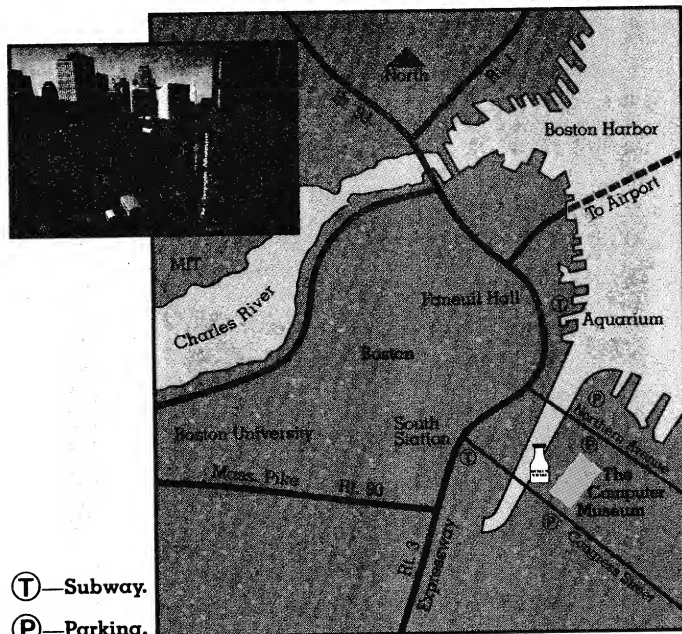 North
Rt. 1
Rt. 93
Boston Harbor
To Airport
MIT
Charles River
Faneuil Hall
T
Aquarium
Boston
Boston University
South
Station
T
P
Northern Avenue
P
The
Computer
Museum
P
Congress Street
Mass. Pike
Rt. 90
Rt. 3
Expressway
T—Subway.
P—Parking.